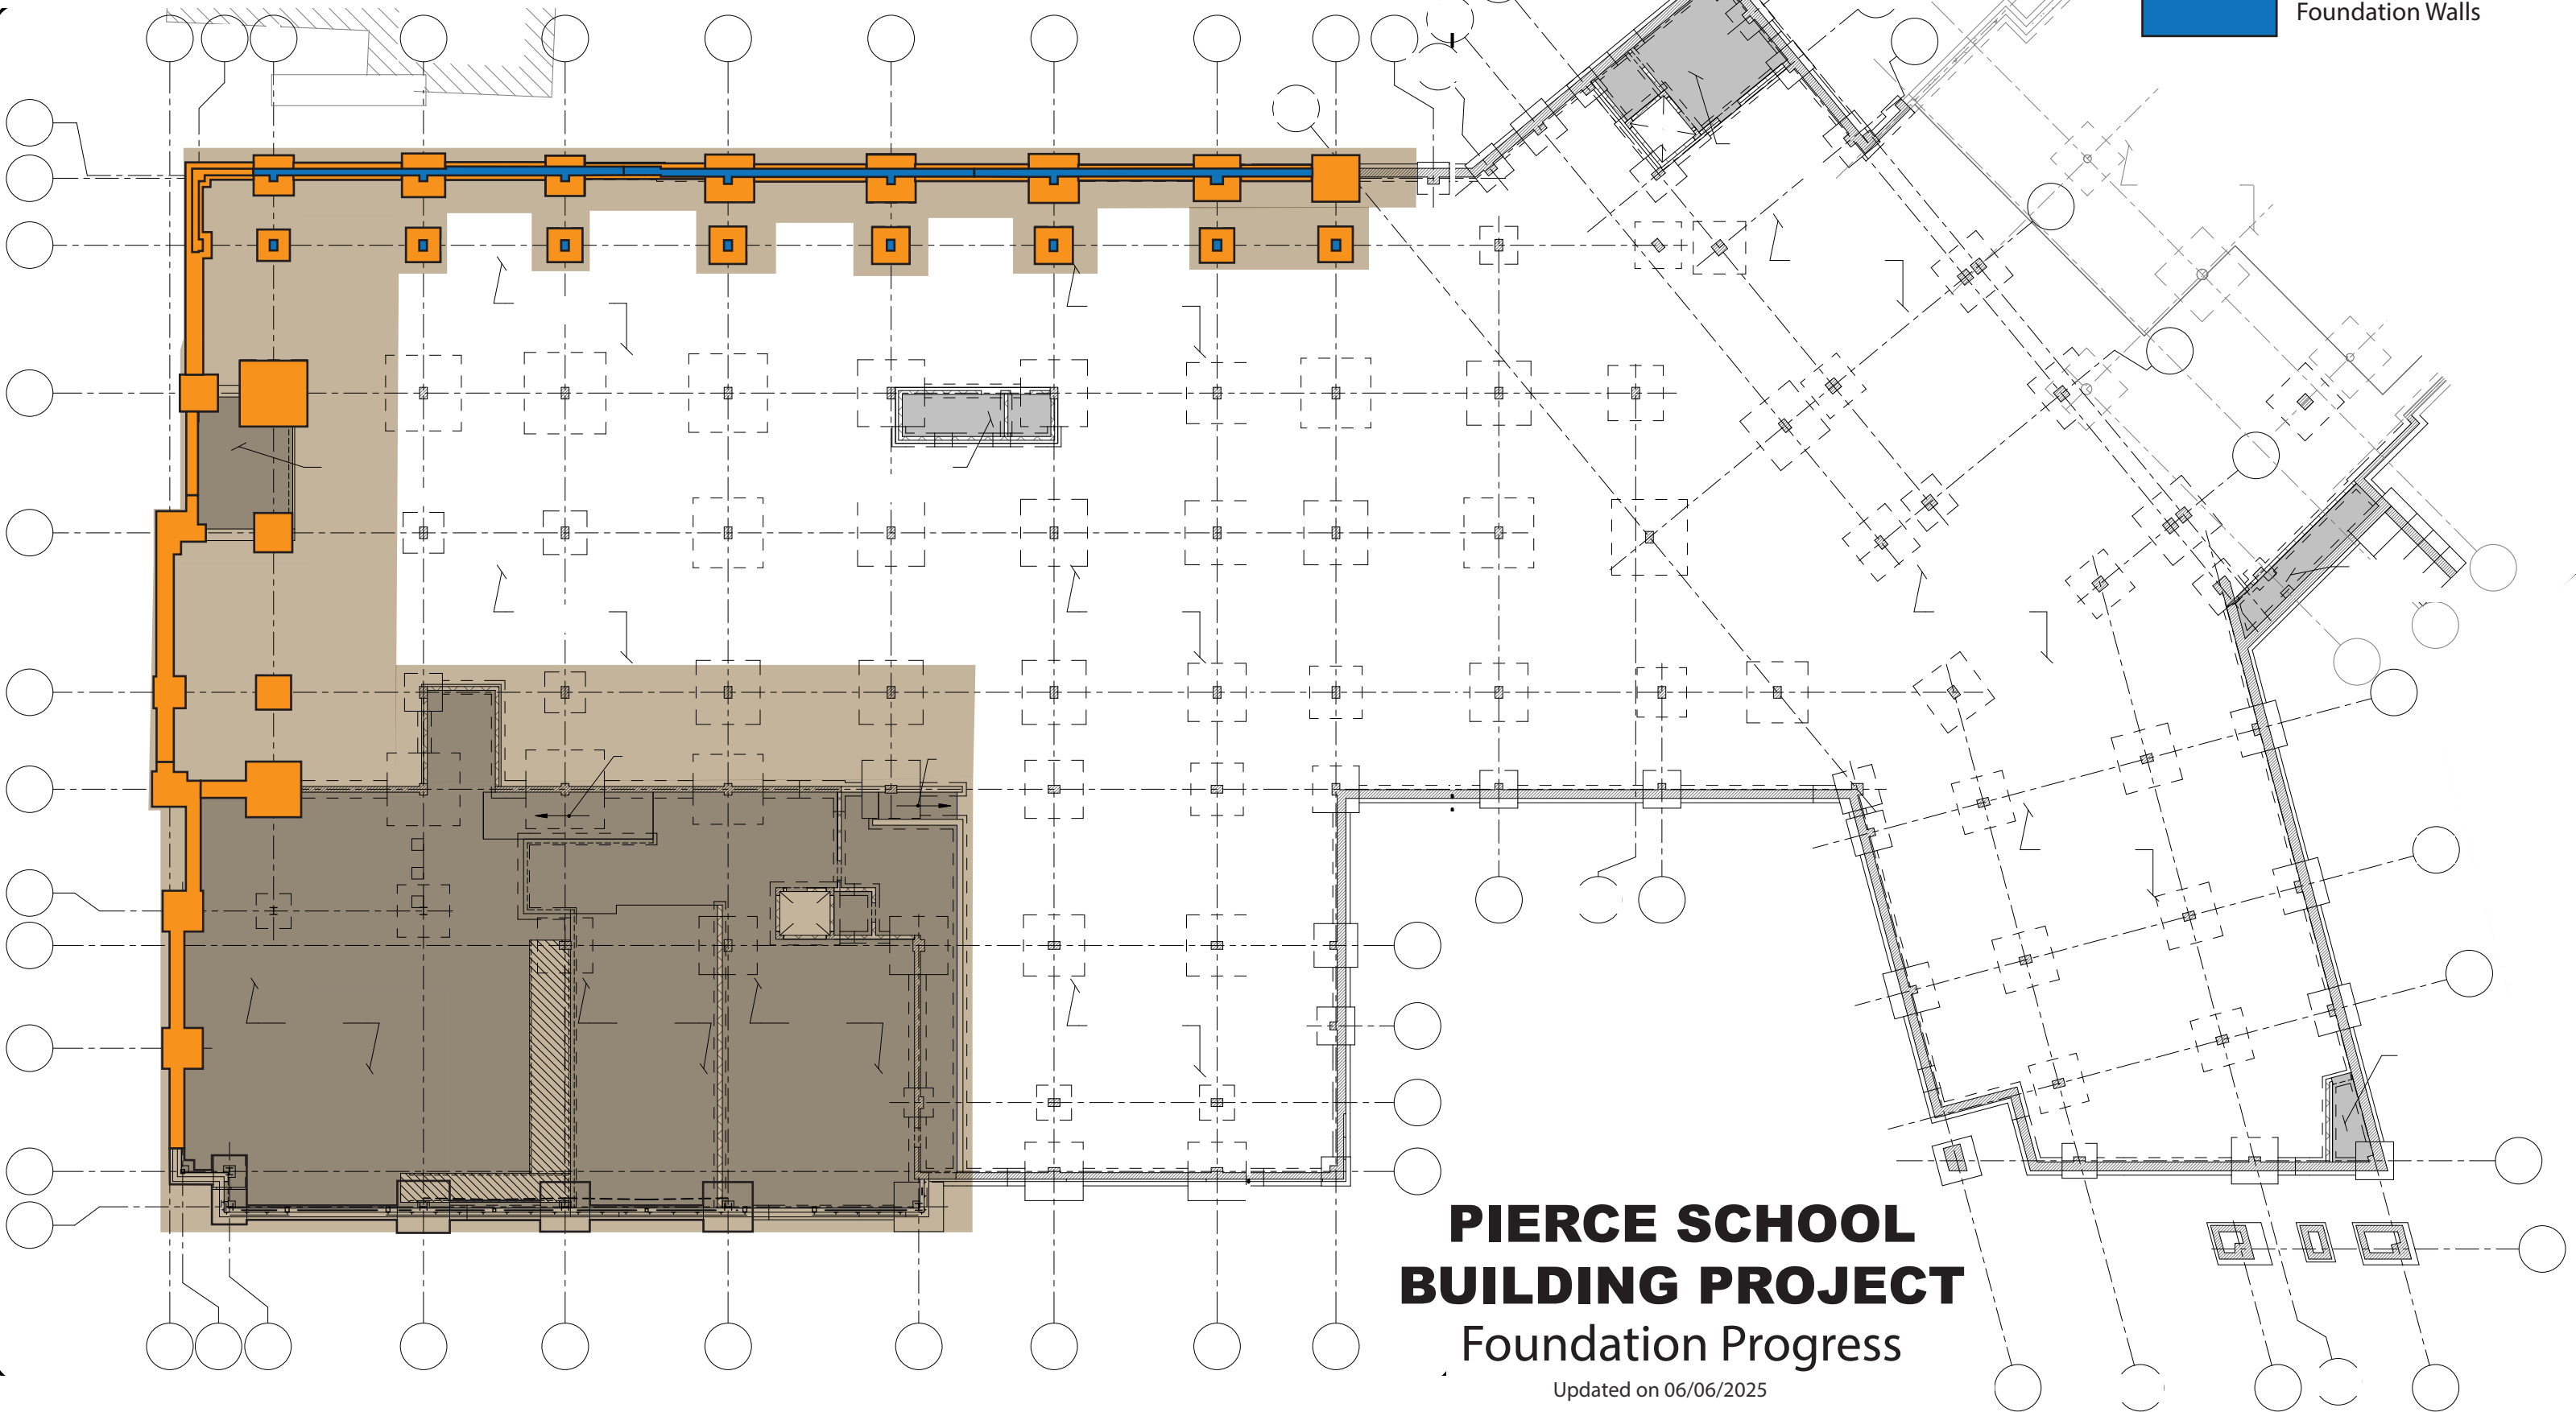 Foundation Walls
PIERCE SCHOOL
BUILDING PROJECT
Foundation Progress
Updated on 06/06/2025